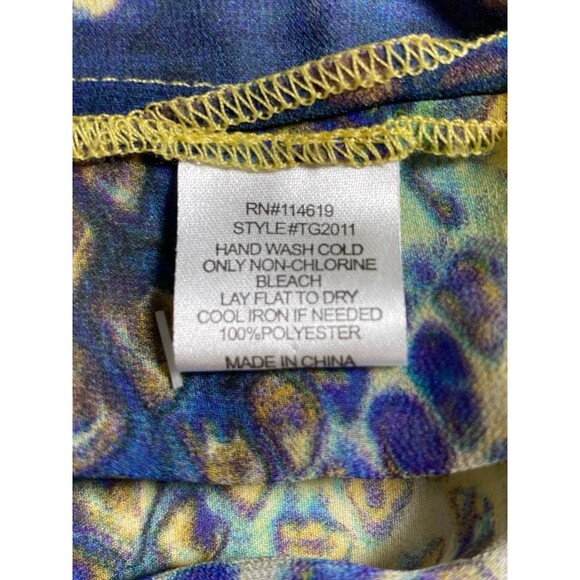 RN#114619
STYLE#TG2011
HAND WASH COLD
ONLY NON-CHLORINE
BLEACH
LAY FLAT TO DRY
COOL IRON IF NEEDED
100%POLYESTER
MADE IN CHINA